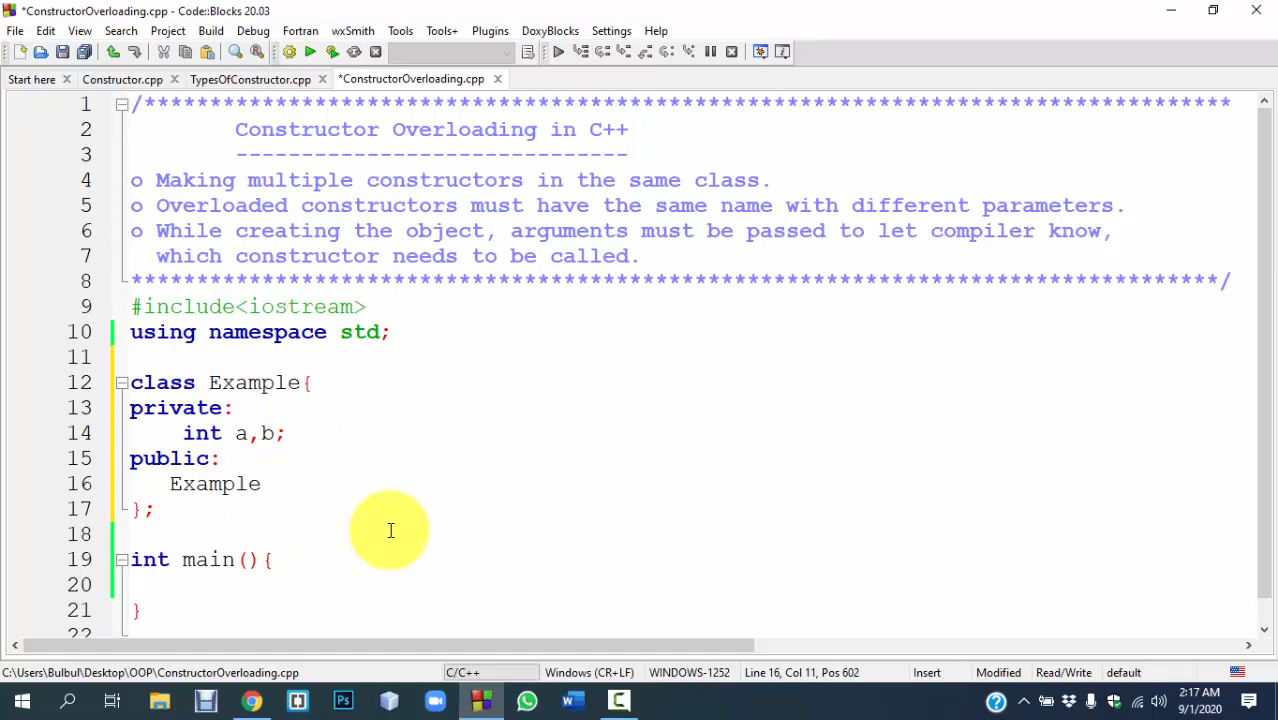 *ConstructorOverloading.cpp - Code::Blocks 20.03
File Edit View Search Project Build Debug Fortran wxSmith Tools Tools+ Plugins DoxyBlocks Settings Help
Start here Constructor.cpp TypesOfConstructor.cpp *ConstructorOverloading.cpp
1 /***********************************************************************************
2 Constructor Overloading in C++
3 ------------------------------
4 o Making multiple constructors in the same class.
5 o Overloaded constructors must have the same name with different parameters.
6 o While creating the object, arguments must be passed to let compiler know,
7 which constructor needs to be called.
8 ***********************************************************************************/
9 #include<iostream>
10 using namespace std;
11
12 class Example{
13 private:
14 int a,b;
15 public:
16 Example
17 };
18
19 int main(){
20
21 }
22
C:\Users\Bulbul\Desktop\OOP\ConstructorOverloading.cpp C/C++ Windows (CR+LF) WINDOWS-1252 Line 16, Col 11, Pos 602 Insert Modified Read/Write default
2:17 AM
9/1/2020